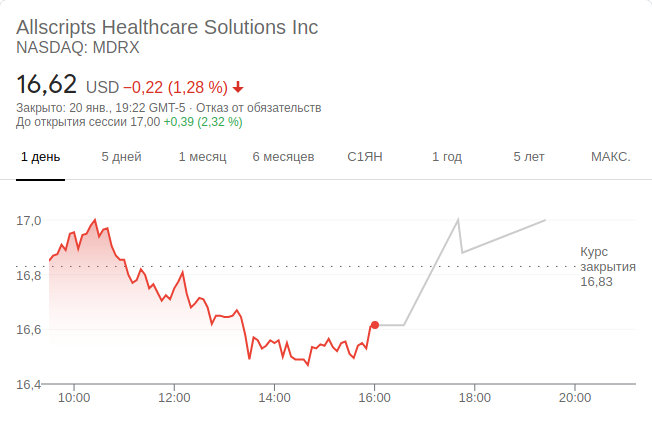 Allscripts Healthcare Solutions Inc
NASDAQ: MDRX
16,62 USD −0,22 (1,28 %)
Закрыто: 20 янв., 19:22 GMT-5 · Отказ от обязательств
До открытия сессии 17,00 +0,39 (2,32 %)
1 день 5 дней 1 месяц 6 месяцев С1ЯН 1 год 5 лет МАКС.
17,0
Курс
закрытия
16,83
16,8
16,6
16,4
10:00 12:00 14:00 16:00 18:00 20:00